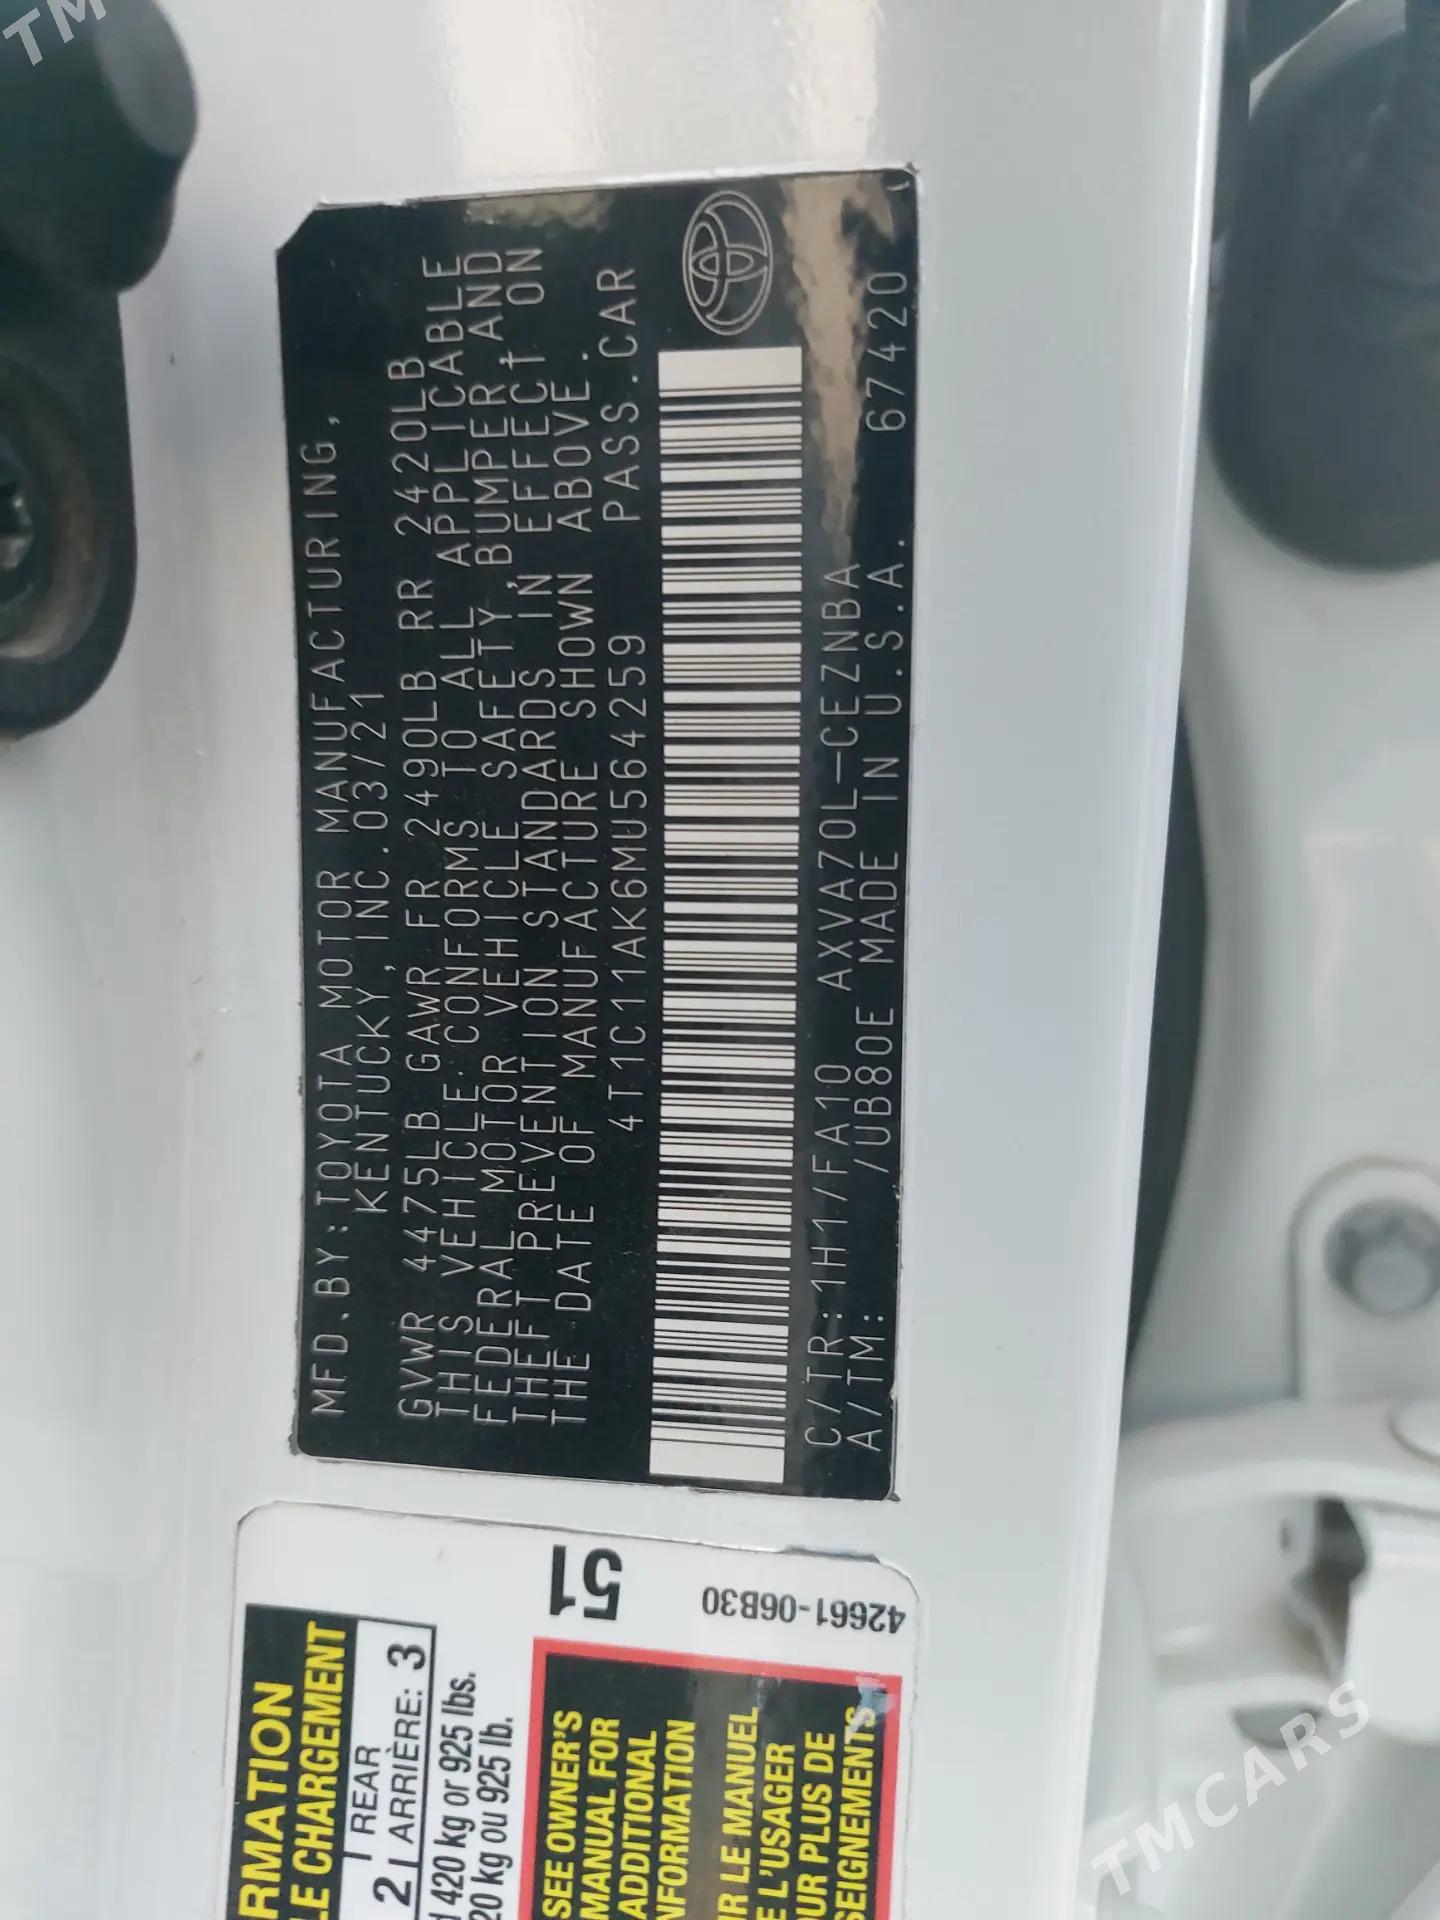 TM
MFD.BY:TOYOTA MOTOR MANUFACTURING,
KENTUCKY,INC.03/21
GVWR 4475LB GAWR FR 2490LB RR 2420LB
THIS VEHICLE CONFORMS TO ALL APPLICABLE
FEDERAL MOTOR VEHICLE SAFETY,BUMPER,AND
THEFT PREVENTION STANDARDS IN EFFECT ON
THE DATE OF MANUFACTURE SHOWN ABOVE.
4T1C11AK6MU564259 PASS.CAR
C/TR:1H1/FA10 AXVA70L-CEZNBA
A/TM: /UB80E MADE IN U.S.A. 67420
RMATION
LE CHARGEMENT
2 REAR
ARRIÈRE: 3
d 420 kg or 925 lbs.
20 kg ou 925 lb.
51
42661-06B30
SEE OWNER'S
MANUAL FOR
ADDITIONAL
NFORMATION
IR LE MANUEL
E L'USAGER
OUR PLUS DE
SEIGNEMENTS
TMCARS